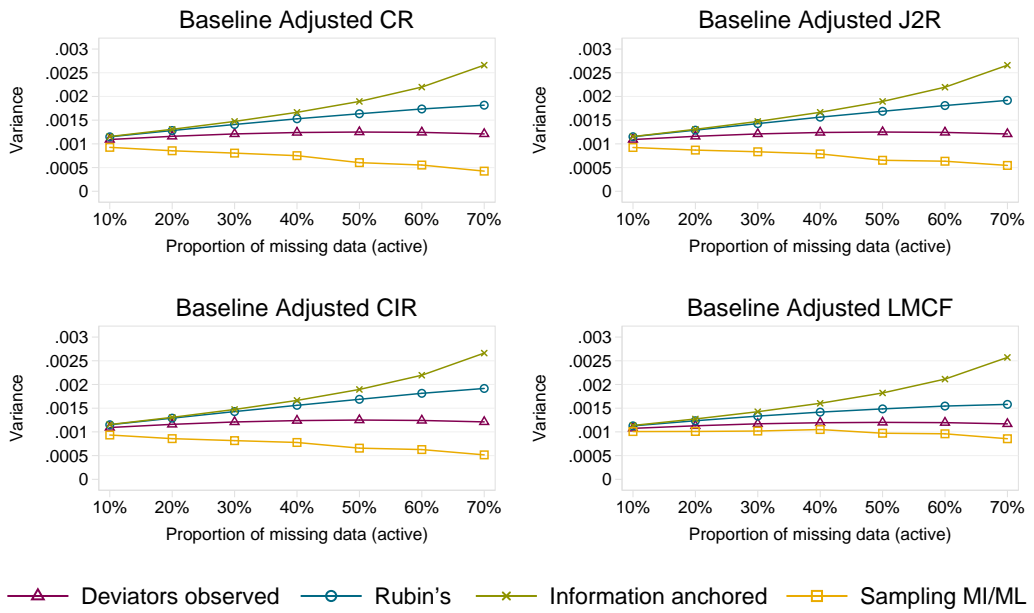 Baseline Adjusted CR
.003
.0025
.002
.0015
.001
.0005
0
Variance
10% 20% 30% 40% 50% 60% 70%
Proportion of missing data (active)
Baseline Adjusted J2R
.003
.0025
.002
.0015
.001
.0005
0
Variance
10% 20% 30% 40% 50% 60% 70%
Proportion of missing data (active)
Baseline Adjusted CIR
.003
.0025
.002
.0015
.001
.0005
0
Variance
10% 20% 30% 40% 50% 60% 70%
Proportion of missing data (active)
Baseline Adjusted LMCF
.003
.0025
.002
.0015
.001
.0005
0
Variance
10% 20% 30% 40% 50% 60% 70%
Proportion of missing data (active)
Deviators observed Rubin's Information anchored Sampling MI/ML